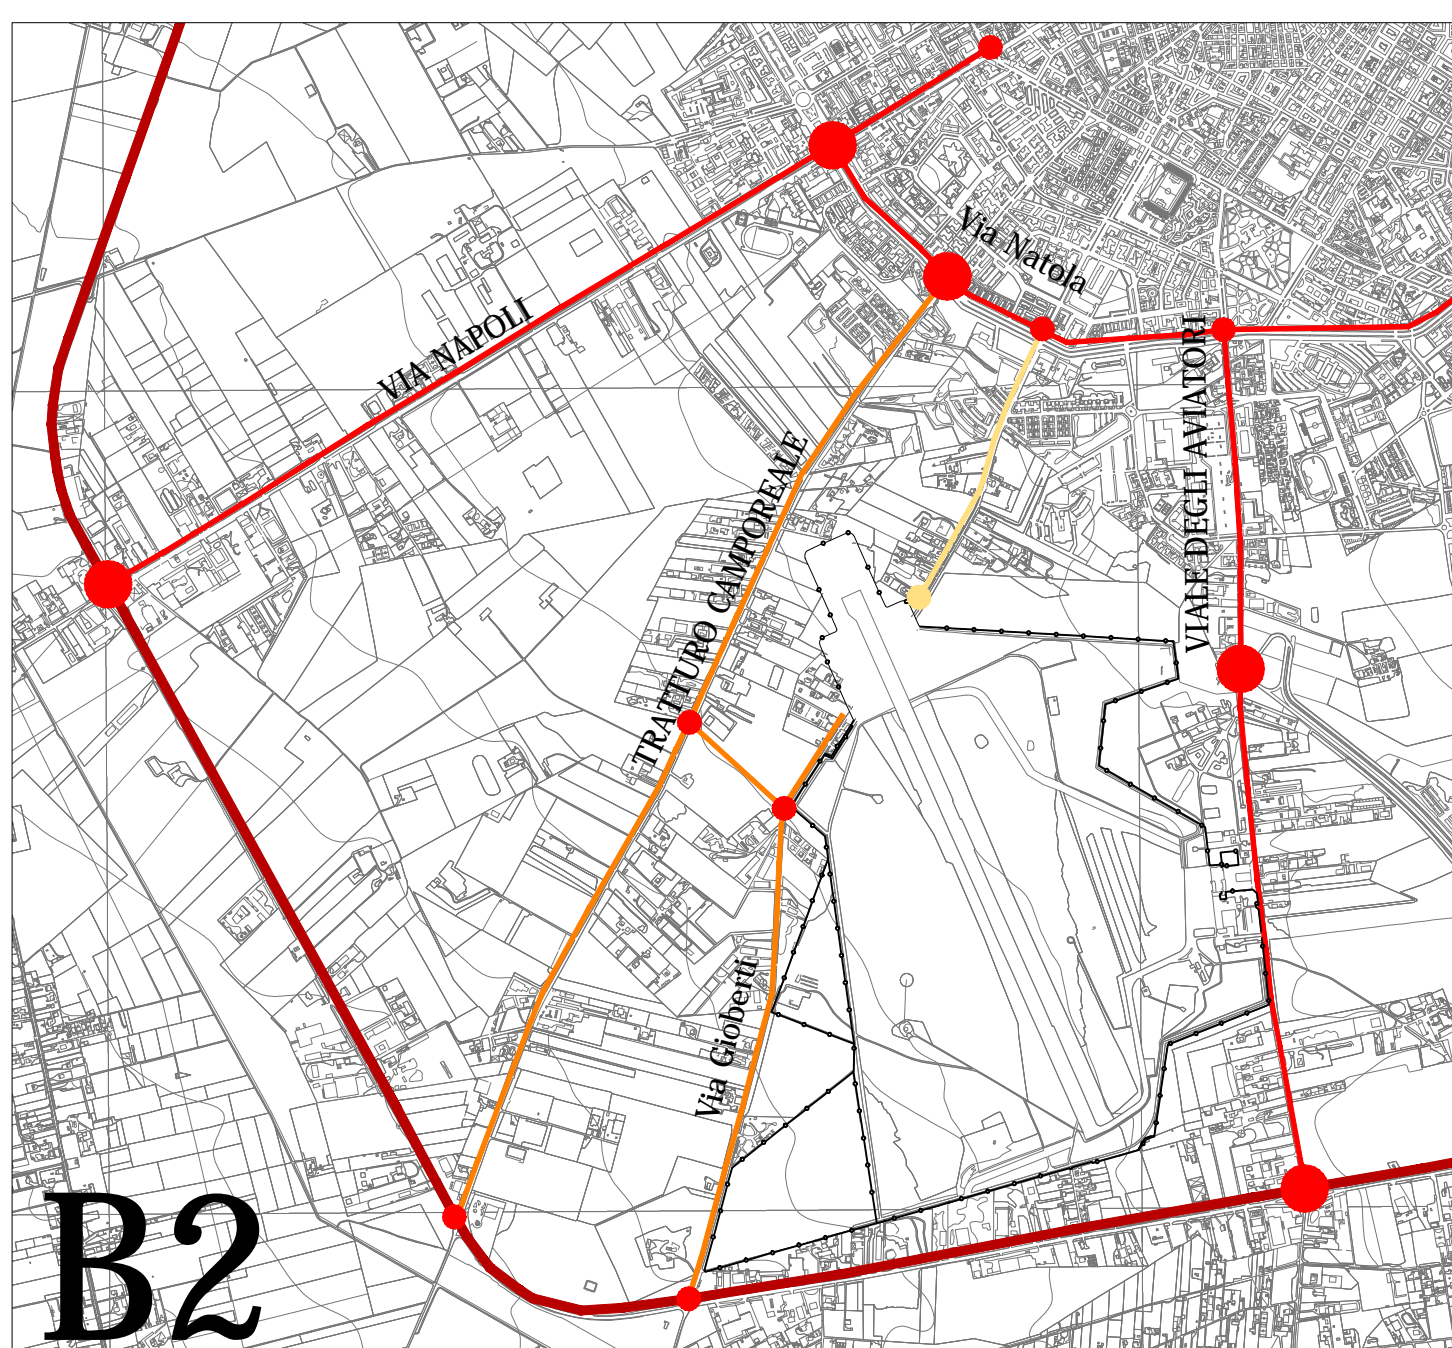 Via Natola
VIA NAPOLI
VIALE DEGLI AVIATORI
TRATTURO CAMPOREALE
Via Gioberti
B2